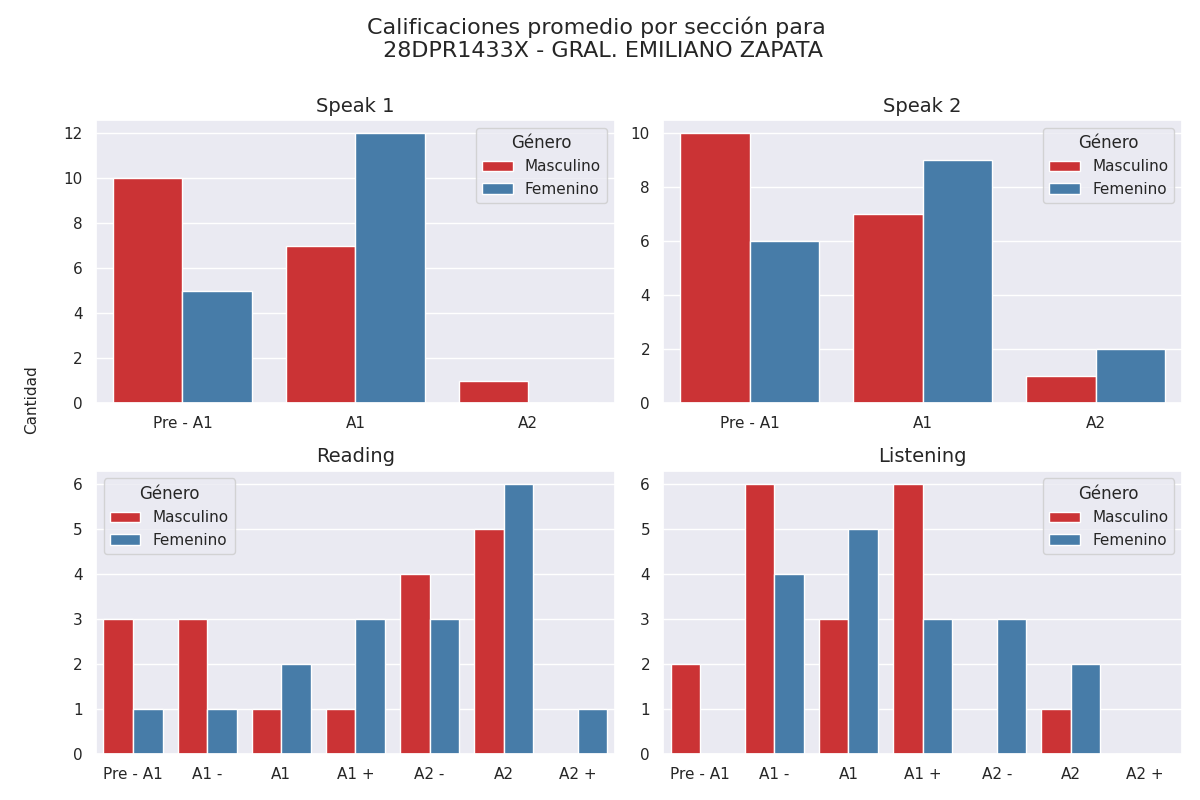 Calificaciones promedio por sección para
28DPR1433X - GRAL. EMILIANO ZAPATA
Cantidad
Speak 1
12
10
8
6
4
2
0
Pre - A1 A1 A2
Género
Masculino
Femenino
Speak 2
10
8
6
4
2
0
Pre - A1 A1 A2
Género
Masculino
Femenino
Reading
6
5
4
3
2
1
0
Pre - A1 A1 - A1 A1 + A2 - A2 A2 +
Género
Masculino
Femenino
Listening
6
5
4
3
2
1
0
Pre - A1 A1 - A1 A1 + A2 - A2 A2 +
Género
Masculino
Femenino